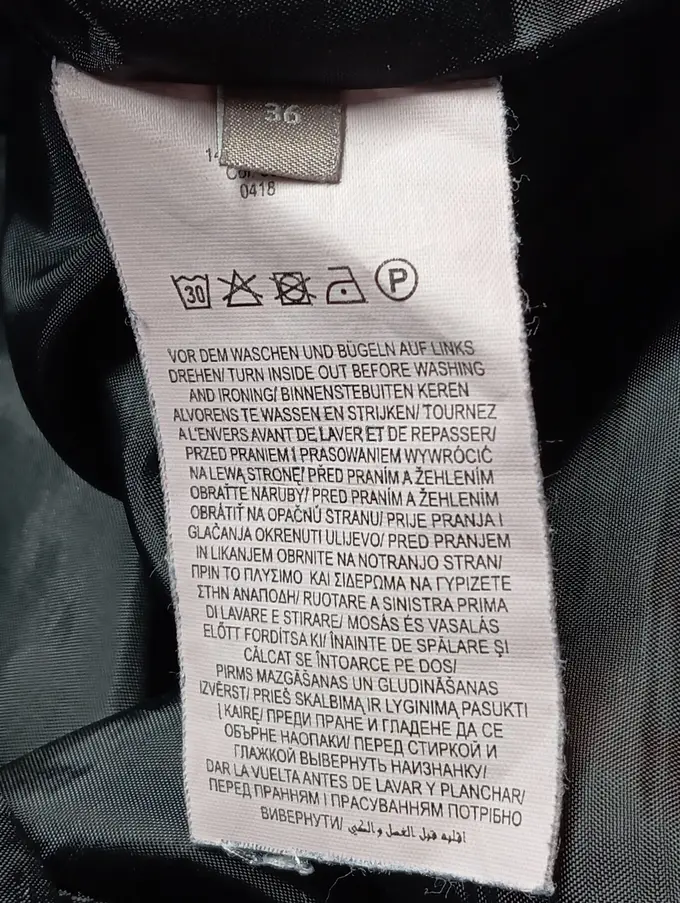 36
0418
30
P
VOR DEM WASCHEN UND BÜGELN AUF LINKS
DREHEN/ TURN INSIDE OUT BEFORE WASHING
AND IRONING/ BINNENSTEBUITEN KEREN
ALVORENS TE WASSEN EN STRIJKEN/ TOURNEZ
A L'ENVERS AVANT DE LAVER ET DE REPASSER/
PRZED PRANIEM I PRASOWANIEM WYWRÓCIĆ
NA LEWĄ STRONĘ/ PŘED PRANÍM A ŽEHLENÍM
OBRAŤTE NARUBY/ PRED PRANÍM A ŽEHLENÍM
OBRÁTIŤ NA OPAČNÚ STRANU/ PRIJE PRANJA I
GLAČANJA OKRENUTI ULIJEVO/ PRED PRANJEM
IN LIKANJEM OBRNITE NA NOTRANJO STRAN/
ΠΡΙΝ ΤΟ ΠΛΥΣΙΜΟ ΚΑΙ ΣΙΔΕΡΩΜΑ ΝΑ ΓΥΡΙΖΕΤΕ
ΣΤΗΝ ΑΝΑΠΟΔΗ/ RUOTARE A SINISTRA PRIMA
DI LAVARE E STIRARE/ MOSÁS ÉS VASALÁS
ELŐTT FORDÍTSA KI/ ÎNAINTE DE SPĂLARE ŞI
CĂLCAT SE ÎNTOARCE PE DOS/
PIRMS MAZGĀŠANAS UN GLUDINĀŠANAS
IZVĒRST/ PRIEŠ SKALBIMĄ IR LYGINIMĄ PASUKTI
Į KAIRĘ/ ПРЕДИ ПРАНЕ И ГЛАДЕНЕ ДА СЕ
ОБЪРНЕ НАОПАКИ/ ПЕРЕД СТИРКОЙ И
ГЛАЖКОЙ ВЫВЕРНУТЬ НАИЗНАНКУ/
DAR LA VUELTA ANTES DE LAVAR Y PLANCHAR/
ПЕРЕД ПРАННЯМ І ПРАСУВАННЯМ ПОТРІБНО
ВИВЕРНУТИ/ اقلبه قبل الغسل والكي